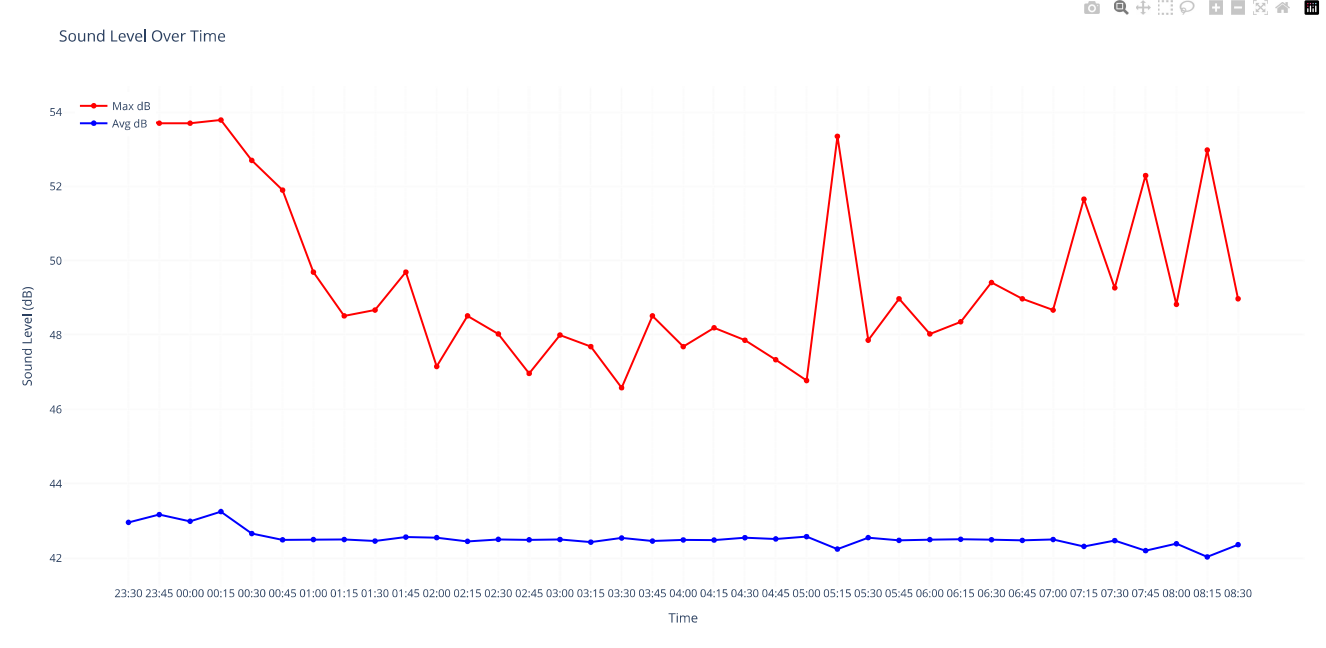 Sound Level Over Time
Max dB
Avg dB
54
52
50
48
46
44
42
Sound Level (dB)
23:30 23:45 00:00 00:15 00:30 00:45 01:00 01:15 01:30 01:45 02:00 02:15 02:30 02:45 03:00 03:15 03:30 03:45 04:00 04:15 04:30 04:45 05:00 05:15 05:30 05:45 06:00 06:15 06:30 06:45 07:00 07:15 07:30 07:45 08:00 08:15 08:30
Time